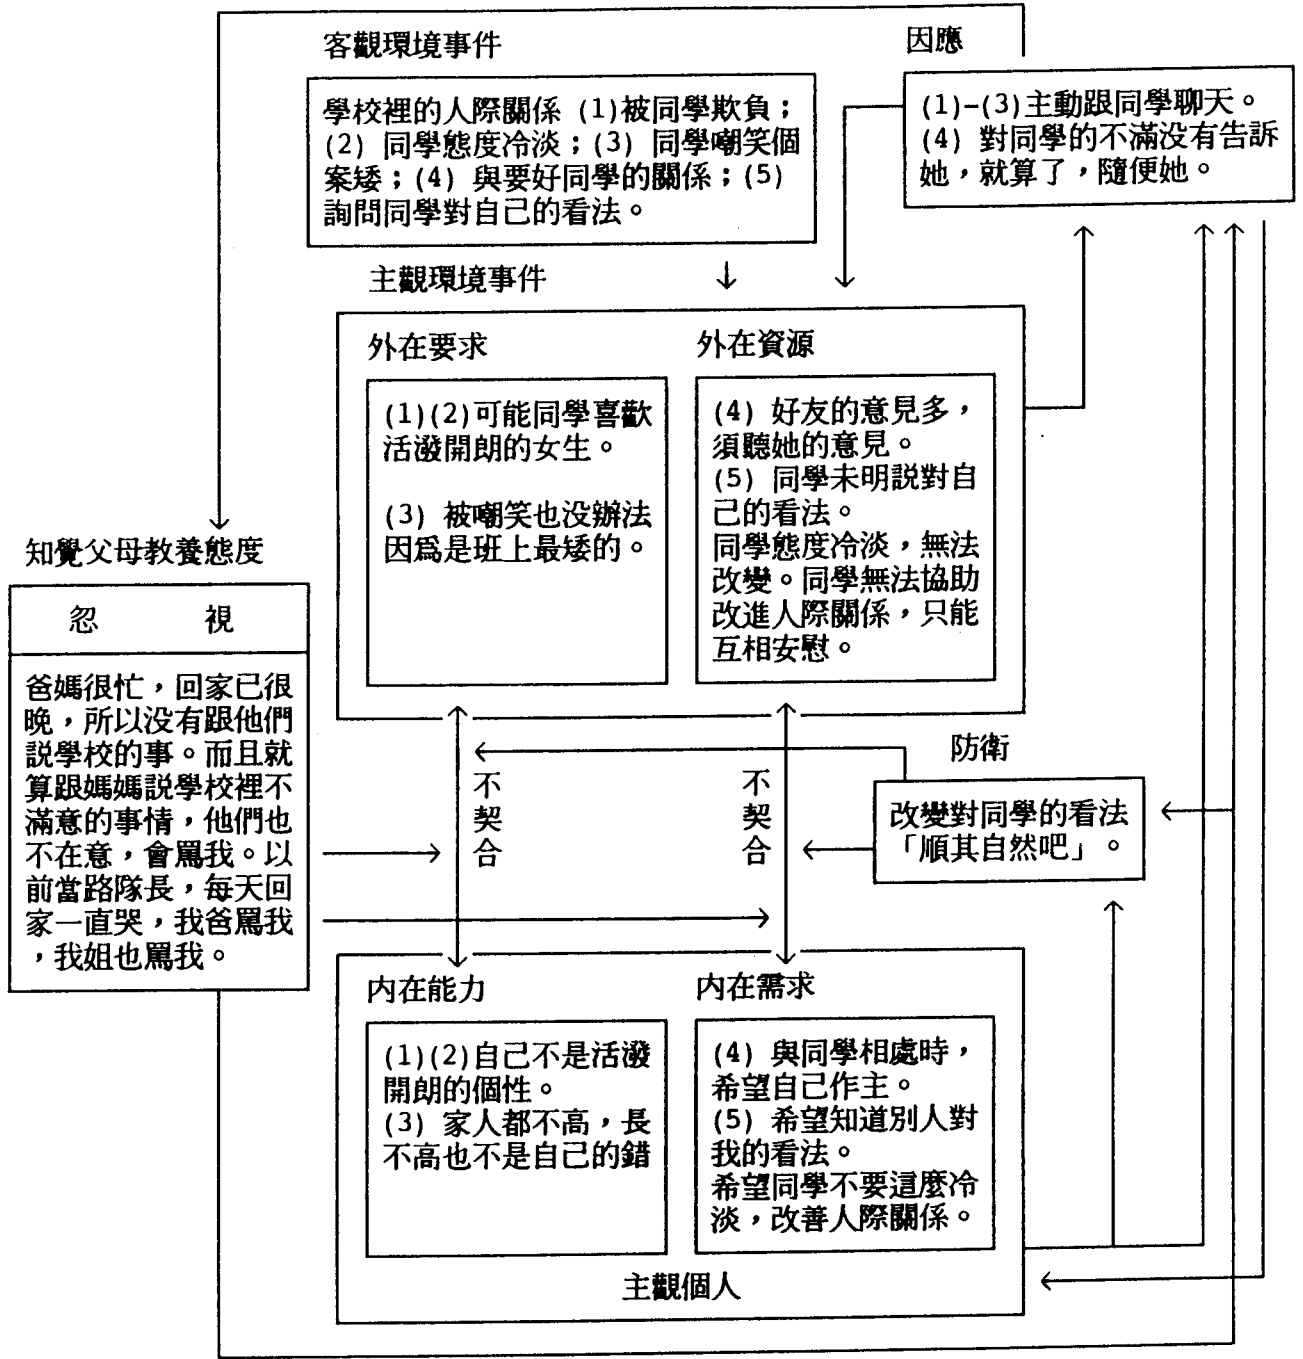 客觀環境事件
學校裡的人際關係 (1)被同學欺負；
(2) 同學態度冷淡；(3) 同學嘲笑個
案矮；(4) 與要好同學的關係；(5)
詢問同學對自己的看法。
因應
(1)-(3)主動跟同學聊天。
(4) 對同學的不滿没有告訴
她，就算了，隨便她。
主觀環境事件
外在要求
(1)(2)可能同學喜歡
活潑開朗的女生。
(3) 被嘲笑也没辦法
因爲是班上最矮的。
外在資源
(4) 好友的意見多，
須聽她的意見。
(5) 同學未明説對自
己的看法。
同學態度冷淡，無法
改變。同學無法協助
改進人際關係，只能
互相安慰。
知覺父母教養態度
忽 視
爸媽很忙，回家已很
晚，所以没有跟他們
説學校的事。而且就
算跟媽媽説學校裡不
滿意的事情，他們也
不在意，會罵我。以
前當路隊長，每天回
家一直哭，我爸罵我
，我姐也罵我。
不契合
不契合
防衛
改變對同學的看法
「順其自然吧」。
内在能力
(1)(2)自己不是活潑
開朗的個性。
(3) 家人都不高，長
不高也不是自己的錯
内在需求
(4) 與同學相處時，
希望自己作主。
(5) 希望知道別人對
我的看法。
希望同學不要這麼冷
淡，改善人際關係。
主觀個人